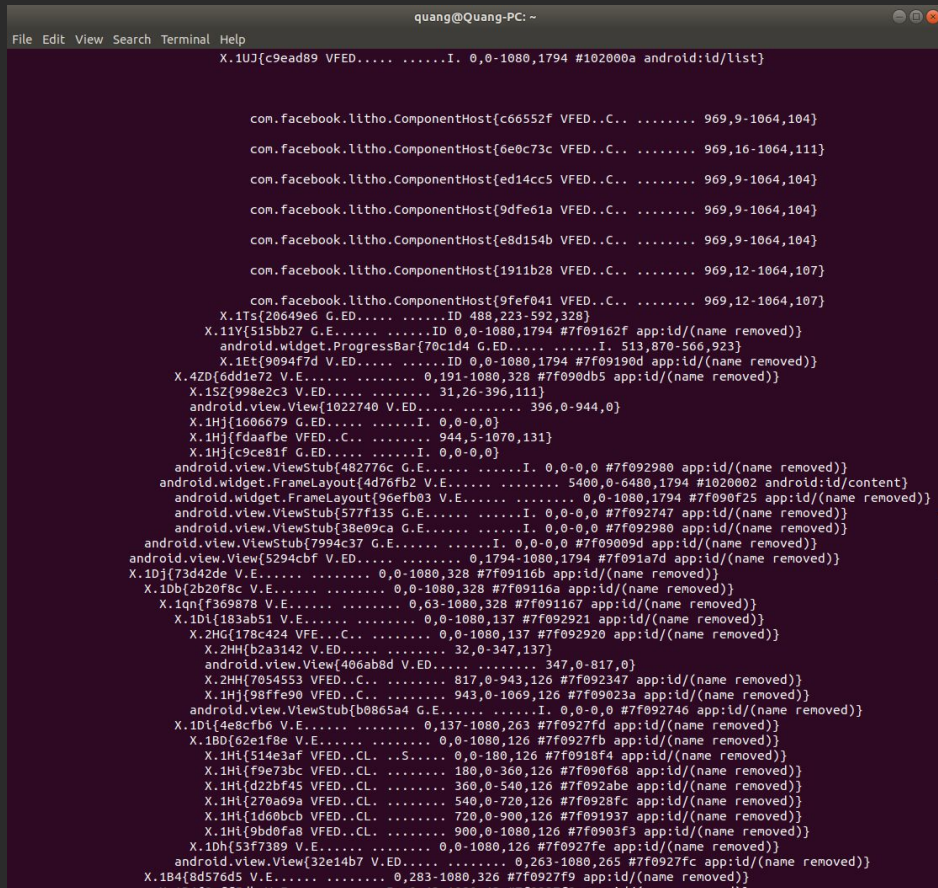 quang@Quang-PC: ~
File Edit View Search Terminal Help
X.1UJ{c9ead89 VFED..... ......I. 0,0-1080,1794 #102000a android:id/list}
com.facebook.litho.ComponentHost{c66552f VFED..C.. ........ 969,9-1064,104}
com.facebook.litho.ComponentHost{6e0c73c VFED..C.. ........ 969,16-1064,111}
com.facebook.litho.ComponentHost{ed14cc5 VFED..C.. ........ 969,9-1064,104}
com.facebook.litho.ComponentHost{9dfe61a VFED..C.. ........ 969,9-1064,104}
com.facebook.litho.ComponentHost{e8d154b VFED..C.. ........ 969,9-1064,104}
com.facebook.litho.ComponentHost{1911b28 VFED..C.. ........ 969,12-1064,107}
com.facebook.litho.ComponentHost{9fef041 VFED..C.. ........ 969,12-1064,107}
X.1Ts{20649e6 G.ED..... ......ID 488,223-592,328}
X.11Y{515bb27 G.E...... ......ID 0,0-1080,1794 #7f09162f app:id/(name removed)}
android.widget.ProgressBar{70c1d4 G.ED..... ......I. 513,870-566,923}
X.1Et{9094f7d V.ED..... ......ID 0,0-1080,1794 #7f09190d app:id/(name removed)}
X.4ZD{6dd1e72 V.E...... ........ 0,191-1080,328 #7f090db5 app:id/(name removed)}
X.1SZ{998e2c3 V.ED..... ........ 31,26-396,111}
android.view.View{1022740 V.ED..... ........ 396,0-944,0}
X.1Hj{1606679 G.ED..... ......I. 0,0-0,0}
X.1Hj{fdaafbe VFED..C.. ........ 944,5-1070,131}
X.1Hj{c9ce81f G.ED..... ......I. 0,0-0,0}
android.view.ViewStub{482776c G.E...... ......I. 0,0-0,0 #7f092980 app:id/(name removed)}
android.widget.FrameLayout{4d76fb2 V.E...... ........ 5400,0-6480,1794 #1020002 android:id/content}
android.widget.FrameLayout{96efb03 V.E...... ........ 0,0-1080,1794 #7f090f25 app:id/(name removed)}
android.view.ViewStub{577f135 G.E...... ......I. 0,0-0,0 #7f092747 app:id/(name removed)}
android.view.ViewStub{38e09ca G.E...... ......I. 0,0-0,0 #7f092980 app:id/(name removed)}
android.view.ViewStub{7994c37 G.E...... ......I. 0,0-0,0 #7f09009d app:id/(name removed)}
android.view.View{5294cbf V.ED..... ........ 0,1794-1080,1794 #7f091a7d app:id/(name removed)}
X.1Dj{73d42de V.E...... ........ 0,0-1080,328 #7f09116b app:id/(name removed)}
X.1Db{2b20f8c V.E...... ........ 0,0-1080,328 #7f09116a app:id/(name removed)}
X.1qn{f369878 V.E...... ........ 0,63-1080,328 #7f091167 app:id/(name removed)}
X.1Di{183ab51 V.E...... ........ 0,0-1080,137 #7f092921 app:id/(name removed)}
X.2HG{178c424 VFE...C.. ........ 0,0-1080,137 #7f092920 app:id/(name removed)}
X.2HH{b2a3142 V.ED..... ........ 32,0-347,137}
android.view.View{406ab8d V.ED..... ........ 347,0-817,0}
X.2HH{7054553 VFED..C.. ........ 817,0-943,126 #7f092347 app:id/(name removed)}
X.1Hj{98ffe90 VFED..C.. ........ 943,0-1069,126 #7f09023a app:id/(name removed)}
android.view.ViewStub{b0865a4 G.E...... ......I. 0,0-0,0 #7f092746 app:id/(name removed)}
X.1Di{4e8cfb6 V.E...... ........ 0,137-1080,263 #7f0927fd app:id/(name removed)}
X.1BD{62e1f8e V.E...... ........ 0,0-1080,126 #7f0927fb app:id/(name removed)}
X.1Hi{514e3af VFED..CL. ..S..... 0,0-180,126 #7f0918f4 app:id/(name removed)}
X.1Hi{f9e73bc VFED..CL. ........ 180,0-360,126 #7f090f68 app:id/(name removed)}
X.1Hi{d22bf45 VFED..CL. ........ 360,0-540,126 #7f092abe app:id/(name removed)}
X.1Hi{270a69a VFED..CL. ........ 540,0-720,126 #7f0928fc app:id/(name removed)}
X.1Hi{1d60bcb VFED..CL. ........ 720,0-900,126 #7f091937 app:id/(name removed)}
X.1Hi{9bd0fa8 VFED..CL. ........ 900,0-1080,126 #7f0903f3 app:id/(name removed)}
X.1Dh{53f7389 V.E...... ........ 0,0-1080,126 #7f0927fe app:id/(name removed)}
android.view.View{32e14b7 V.ED..... ........ 0,263-1080,265 #7f0927fc app:id/(name removed)}
X.1B4{8d576d5 V.E...... ........ 0,283-1080,326 #7f0927f9 app:id/(name removed)}